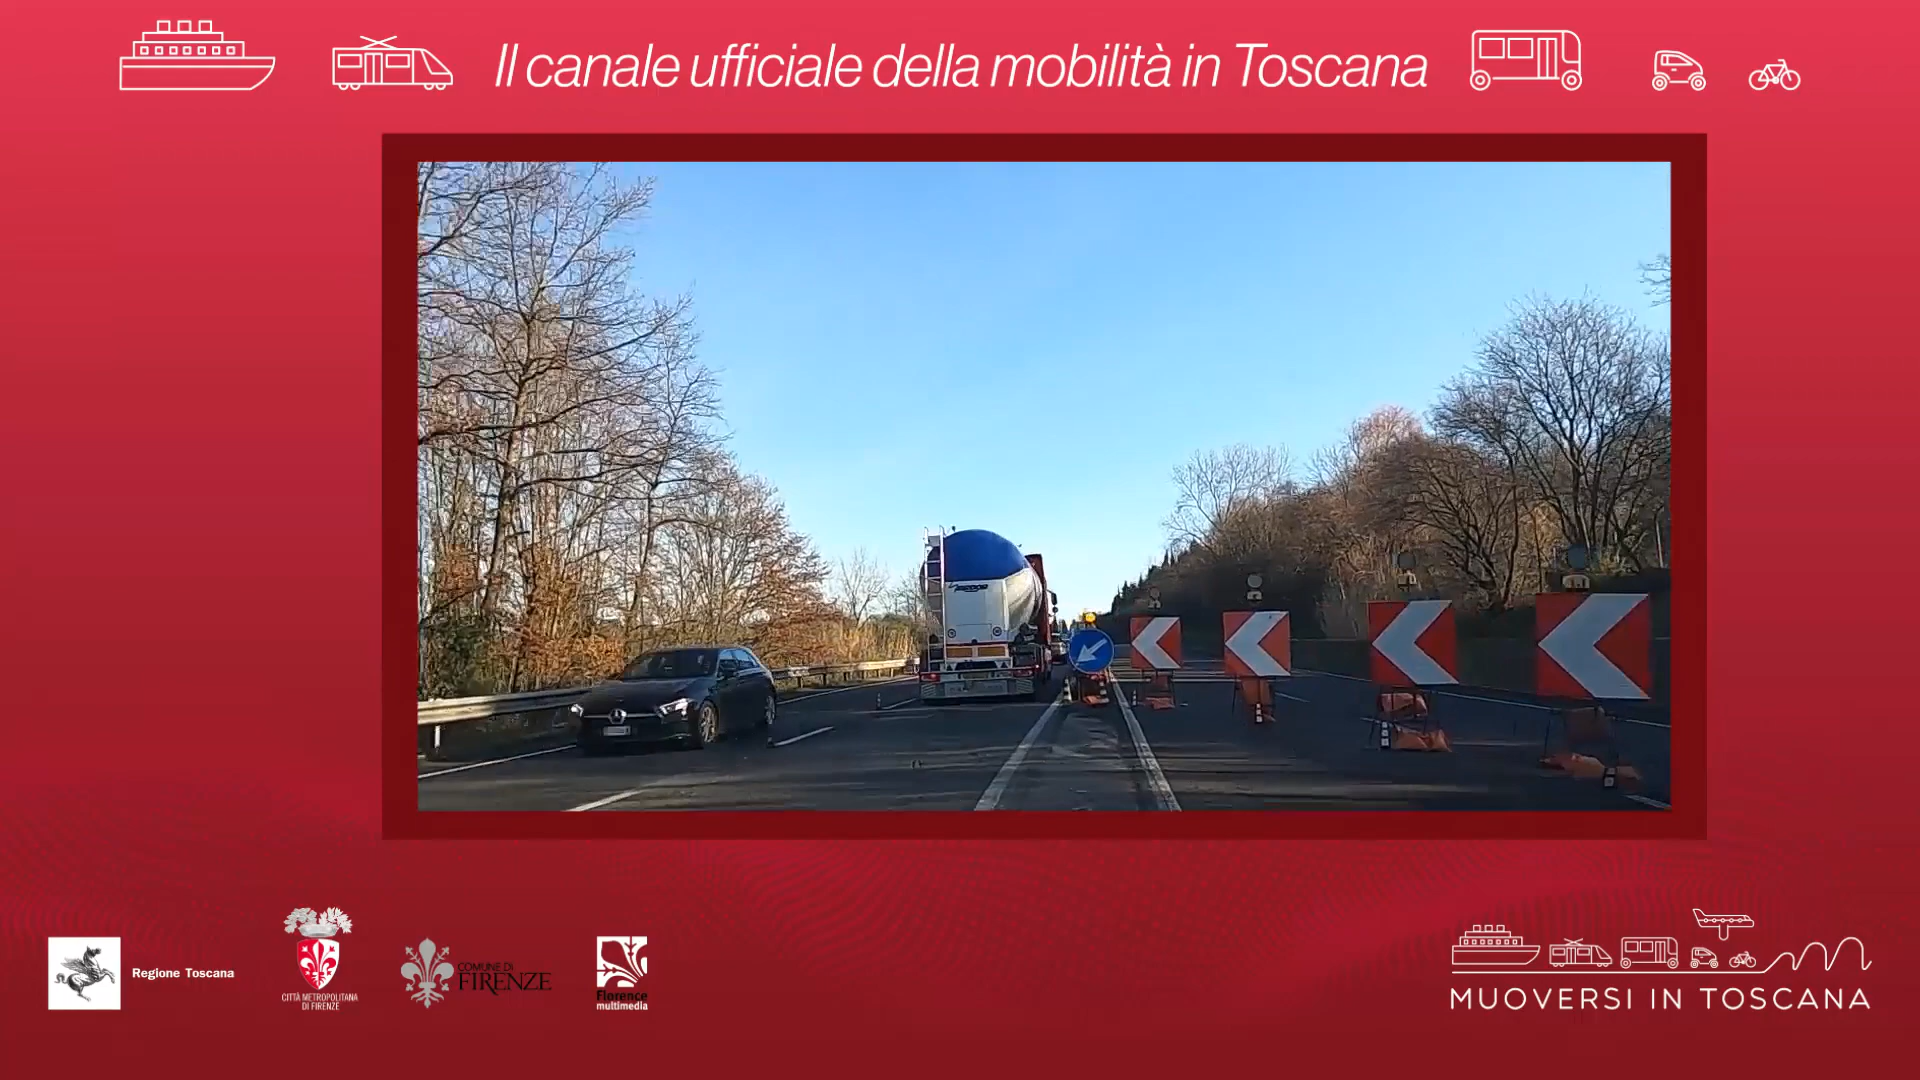 Il canale ufficiale della mobilità in Toscana
Regione Toscana
CITTÀ METROPOLITANA
DI FIRENZE
COMUNE DI
FIRENZE
Florence
multimedia
MUOVERSI IN TOSCANA